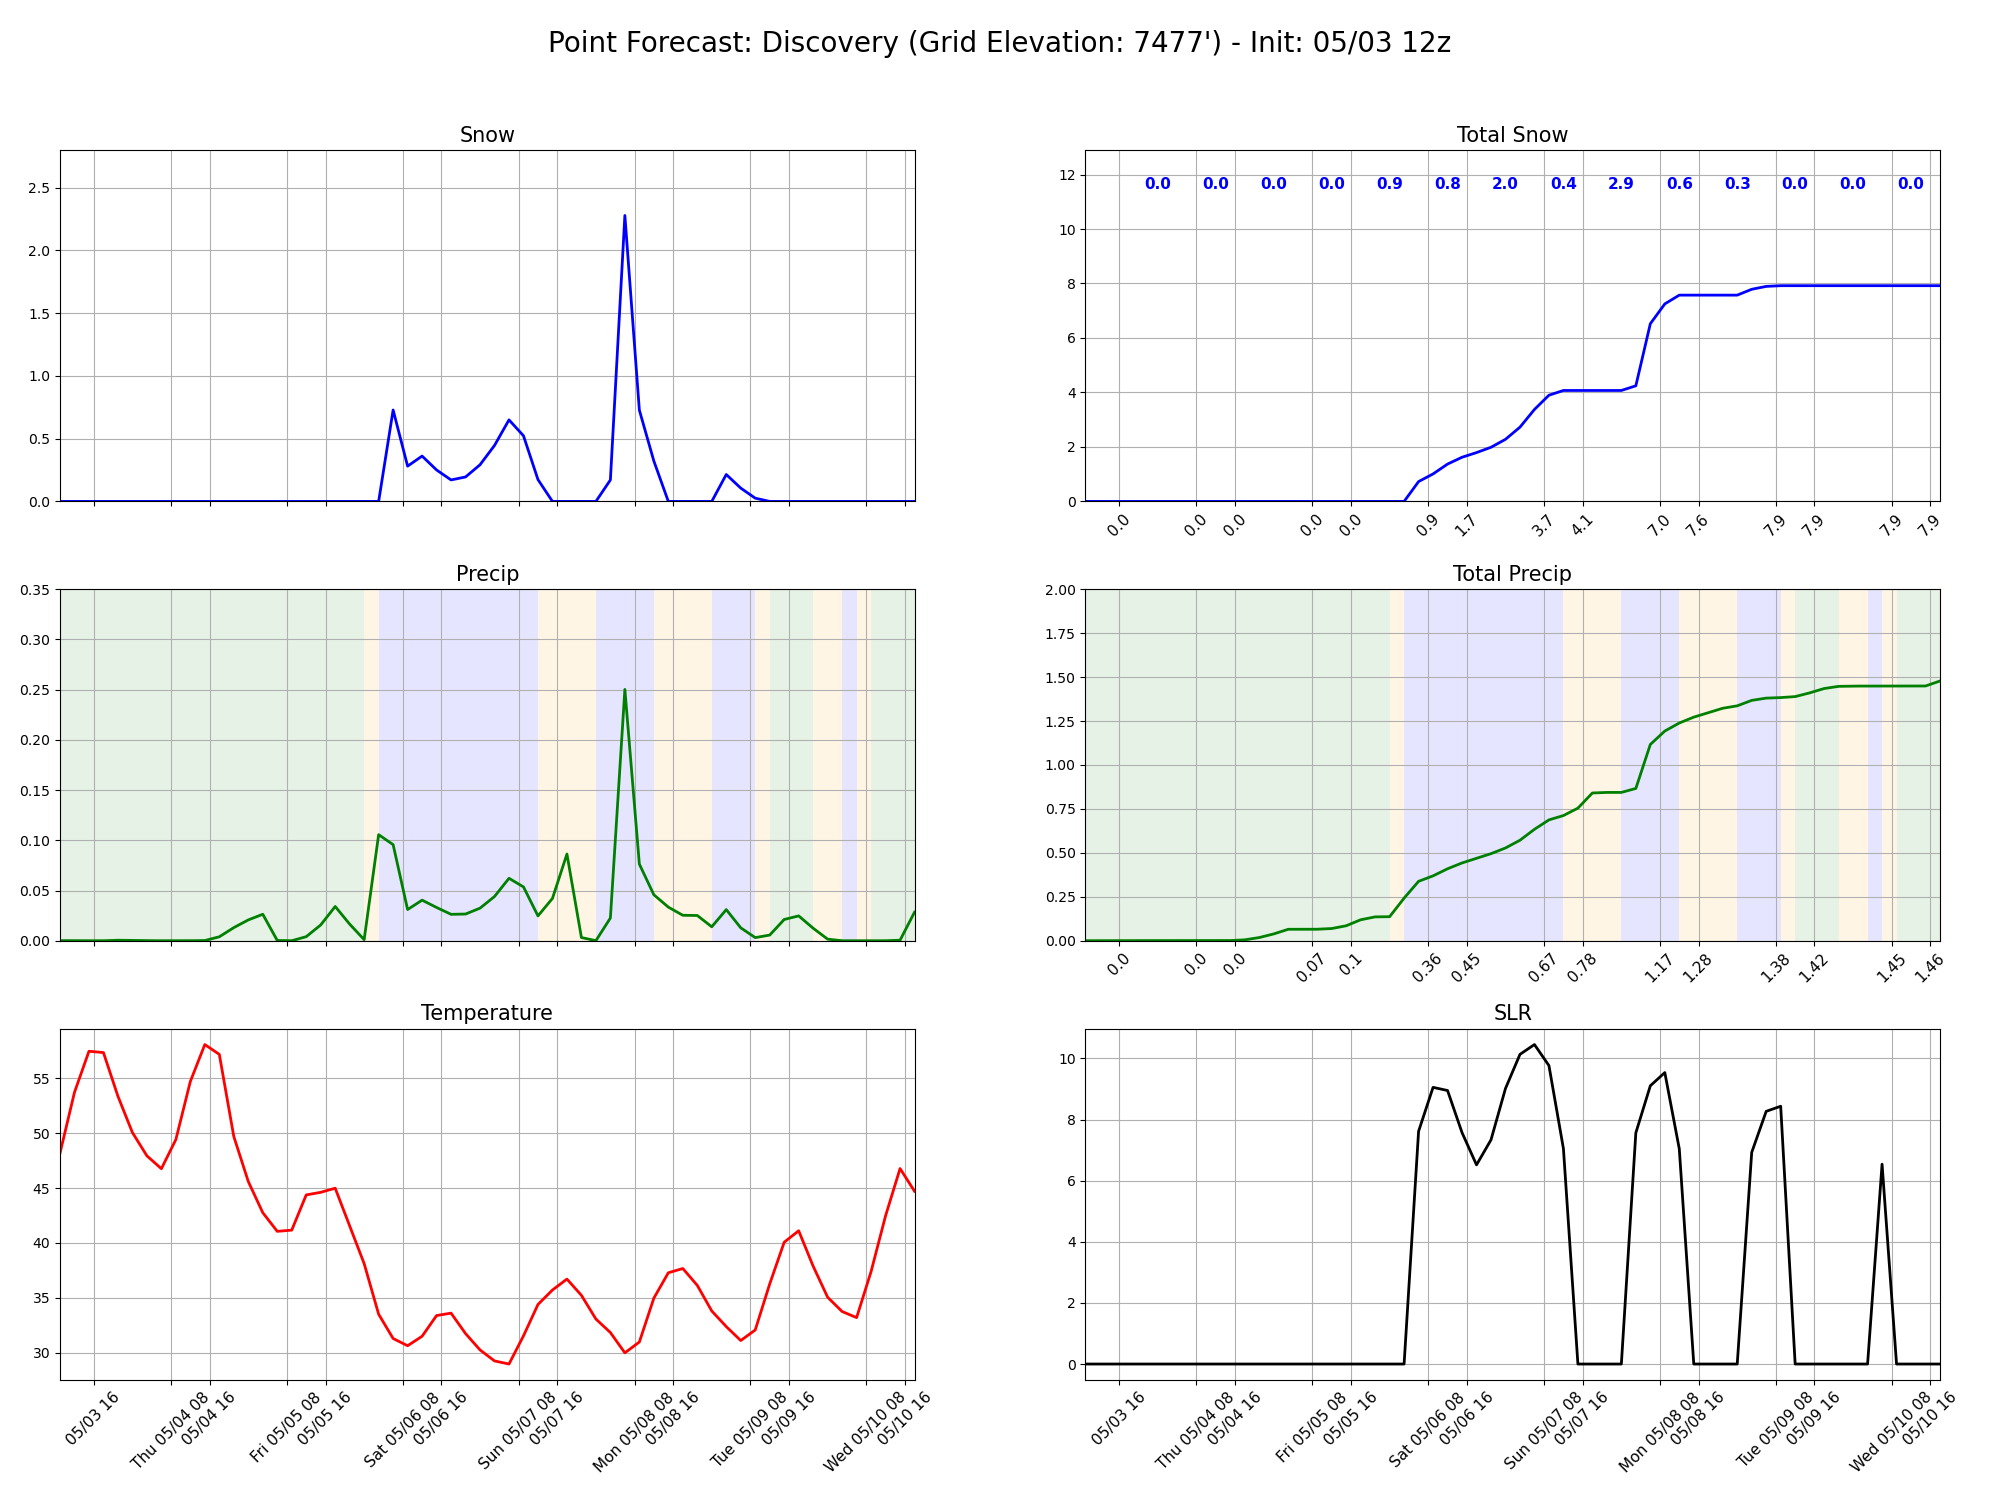 Point Forecast: Discovery (Grid Elevation: 7477') - Init: 05/03 12z
Snow
2.5
2.0
1.5
1.0
0.5
0.0
Total Snow
12
10
8
6
4
2
0
0.0 0.0 0.0 0.0 0.9 0.8 2.0 0.4 2.9 0.6 0.3 0.0 0.0 0.0
0.0 0.0 0.0 0.0 0.0 0.9 1.7 3.7 4.1 7.0 7.6 7.9 7.9 7.9 7.9
Precip
0.35
0.30
0.25
0.20
0.15
0.10
0.05
0.00
Total Precip
2.00
1.75
1.50
1.25
1.00
0.75
0.50
0.25
0.00
0.0 0.0 0.0 0.07 0.1 0.36 0.45 0.67 0.78 1.17 1.28 1.38 1.42 1.45 1.46
Temperature
55
50
45
40
35
30
05/03 16
Thu 05/04 08
05/04 16
Fri 05/05 08
05/05 16
Sat 05/06 08
05/06 16
Sun 05/07 08
05/07 16
Mon 05/08 08
05/08 16
Tue 05/09 08
05/09 16
Wed 05/10 08
05/10 16
SLR
10
8
6
4
2
0
05/03 16
Thu 05/04 08
05/04 16
Fri 05/05 08
05/05 16
Sat 05/06 08
05/06 16
Sun 05/07 08
05/07 16
Mon 05/08 08
05/08 16
Tue 05/09 08
05/09 16
Wed 05/10 08
05/10 16